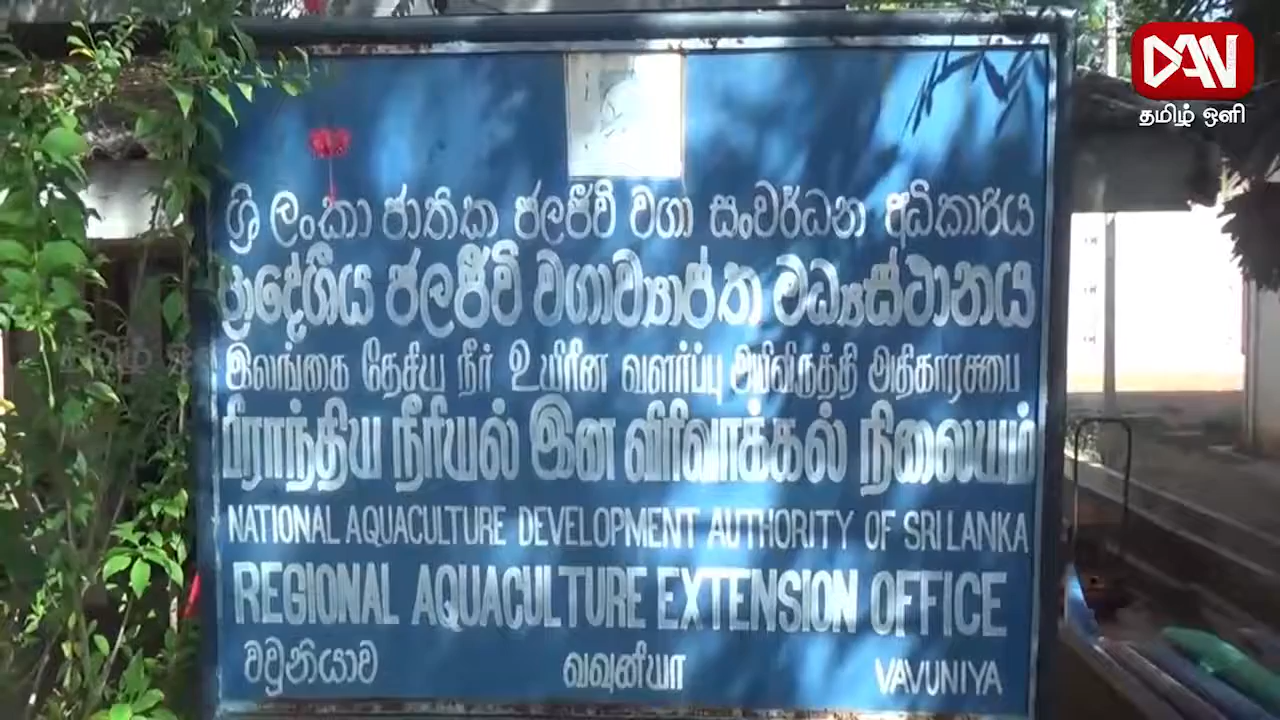 DAN
தமிழ் ஒளி
ශ්‍රී ලංකා ජාතික ජලජීවී වගා සංවර්ධන අධිකාරිය
ප්‍රාදේශීය ජලජීවී වගාව්‍යාප්ත මධ්‍යස්ථානය
இலங்கை தேசிய நீர் உயிரின வளர்ப்பு அபிவிருத்தி அதிகாரசபை
பிராந்திய நீரியல் இன விரிவாக்கல் நிலையம்
NATIONAL AQUACULTURE DEVELOPMENT AUTHORITY OF SRI LANKA
REGIONAL AQUACULTURE EXTENSION OFFICE
වවුනියාව வவுனியா VAVUNIYA